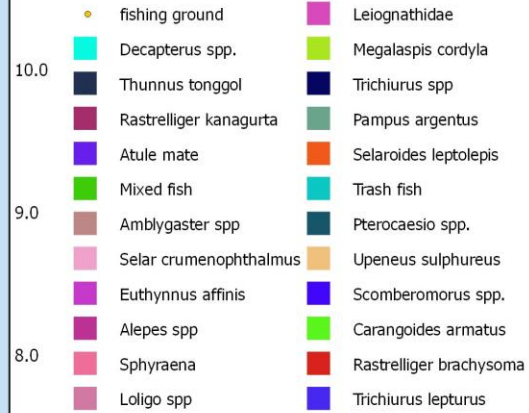 fishing ground
Decapterus spp.
Thunnus tonggol
Rastrelliger kanagurta
Atule mate
Mixed fish
Amblygaster spp
Selar crumenophthalmus
Euthynnus affinis
Alepes spp
Sphyraena
Loligo spp
Leiognathidae
Megalaspis cordyla
Trichiurus spp
Pampus argentus
Selaroides leptolepis
Trash fish
Pterocaesio spp.
Upeneus sulphureus
Scomberomorus spp.
Carangoides armatus
Rastrelliger brachysoma
Trichiurus lepturus
10.0
9.0
8.0